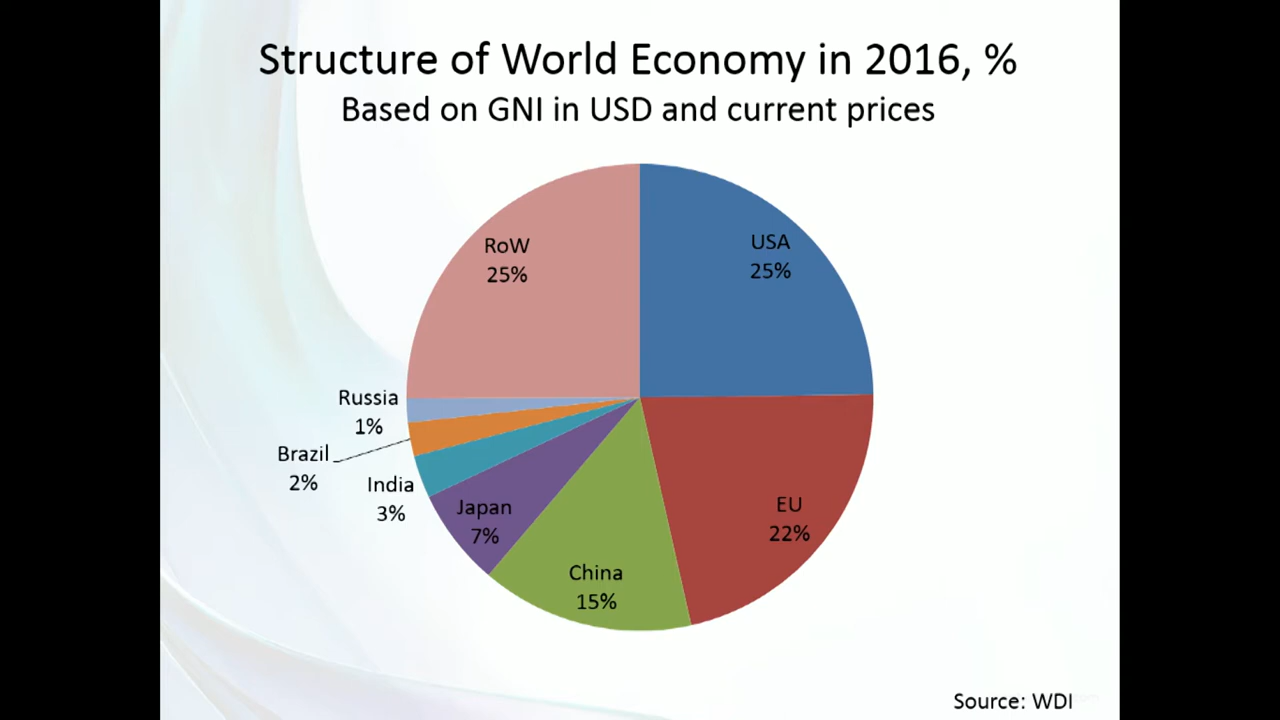 Structure of World Economy in 2016, %
Based on GNI in USD and current prices
RoW
25%
USA
25%
Russia
1%
Brazil
2%
India
3%
Japan
7%
China
15%
EU
22%
Source: WDI